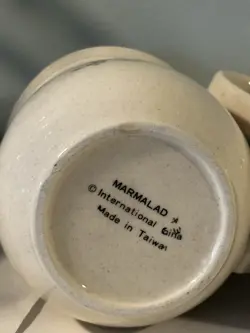 MARMALAD
© International Gifts
Made in Taiwan